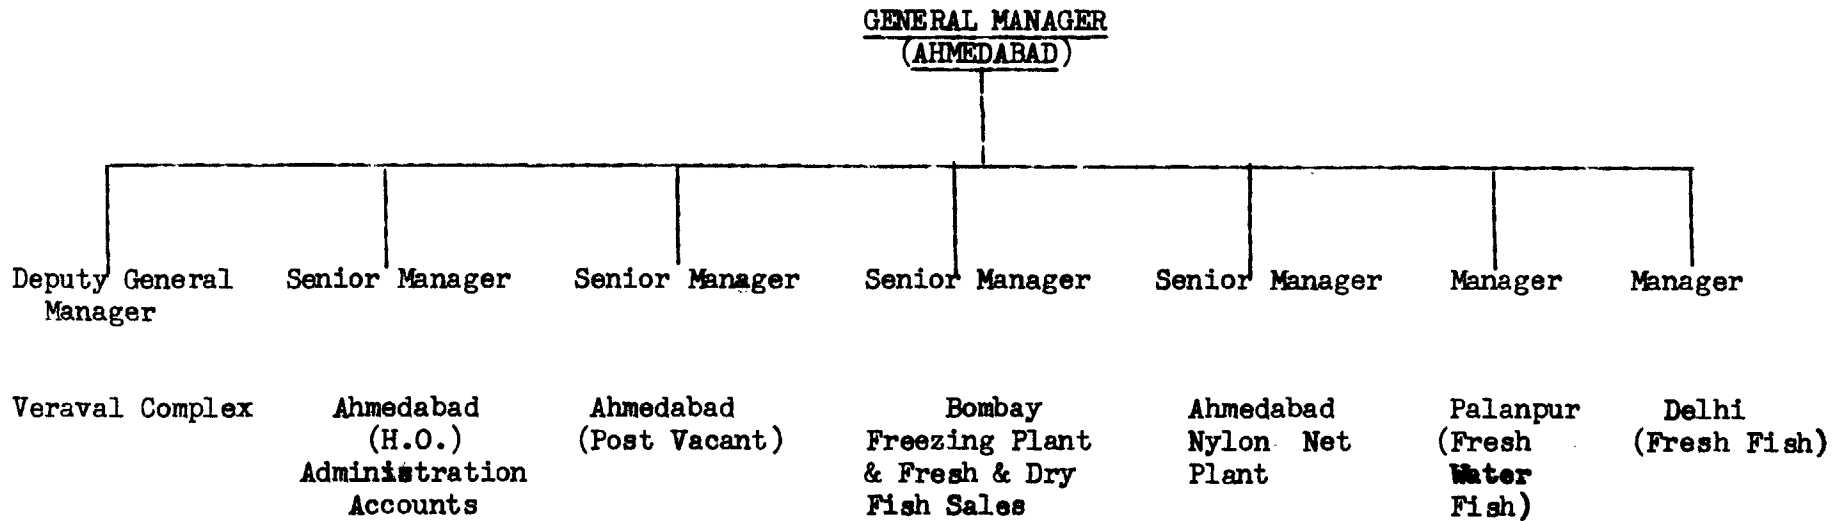 GENERAL MANAGER
(AHMEDABAD)
Deputy General
Manager
Senior Manager
Senior Manager
Senior Manager
Senior Manager
Manager
Manager
Veraval Complex
Ahmedabad
(H.O.)
Administration
Accounts
Ahmedabad
(Post Vacant)
Bombay
Freezing Plant
& Fresh & Dry
Fish Sales
Ahmedabad
Nylon Net
Plant
Palanpur
(Fresh
Water
Fish)
Delhi
(Fresh Fish)